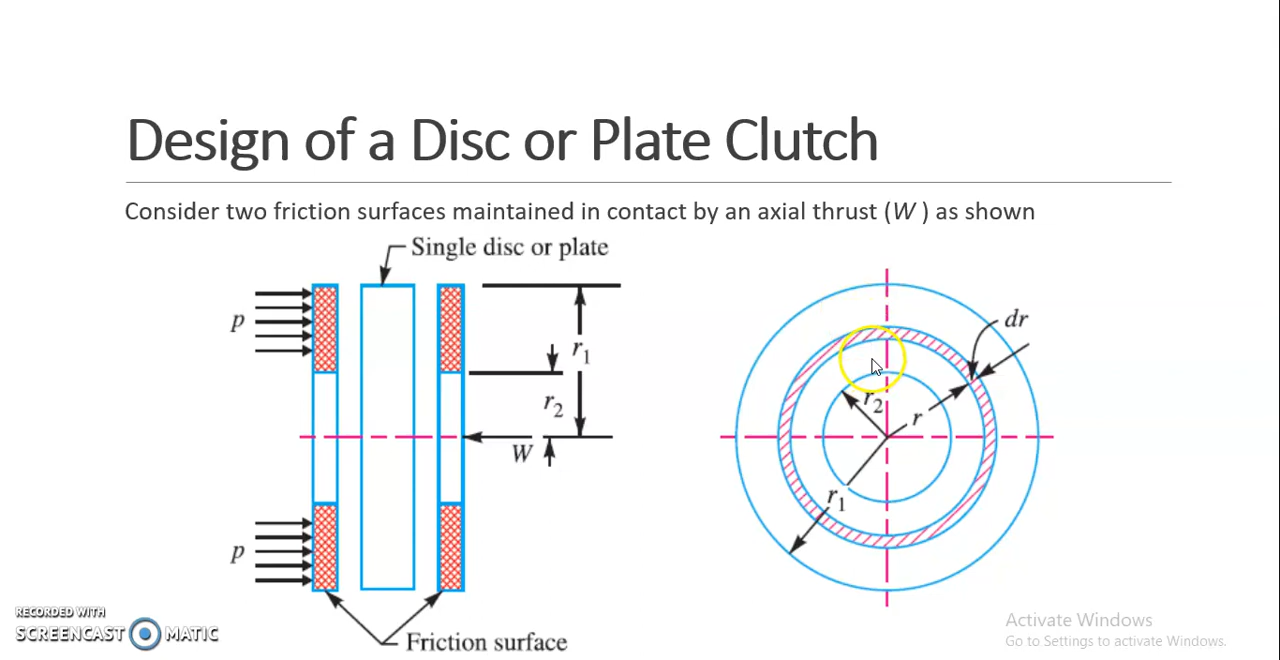 Design of a Disc or Plate Clutch
Consider two friction surfaces maintained in contact by an axial thrust (W ) as shown
Single disc or plate
p
r1
r2
W
p
Friction surface
dr
r2
r
r1
RECORDED WITH
SCREENCAST MATIC
Activate Windows
Go to Settings to activate Windows.